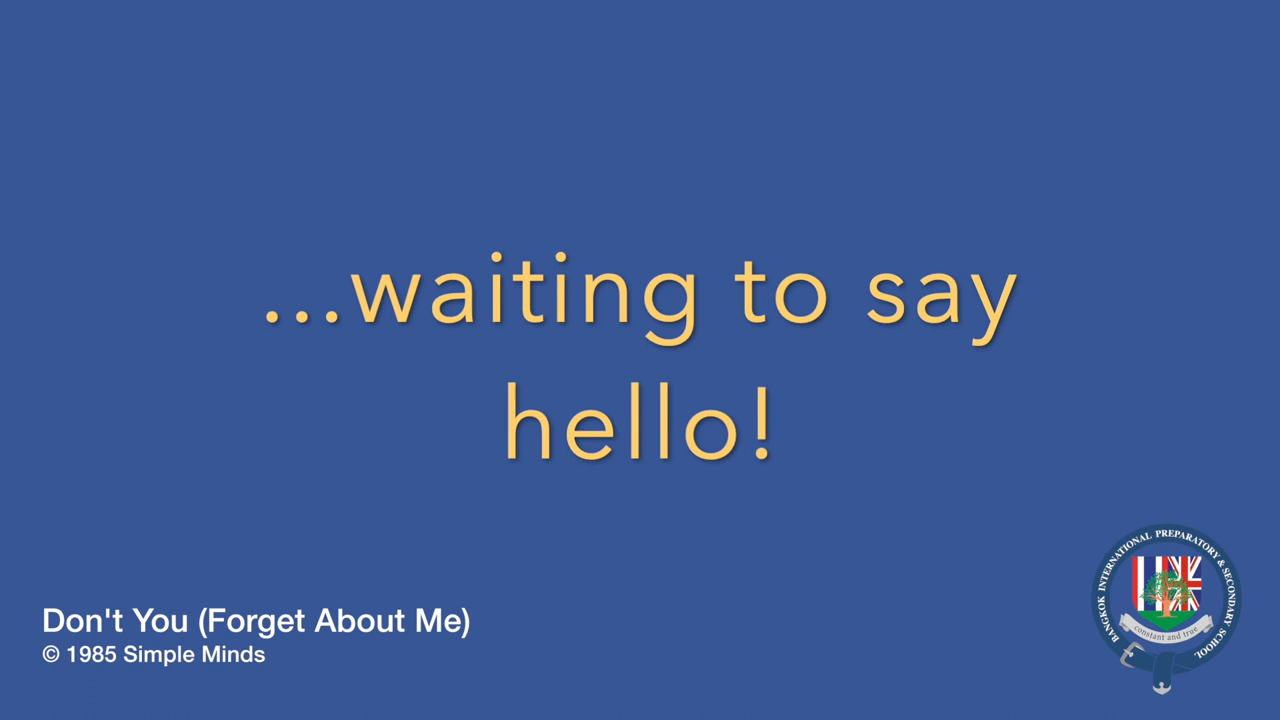 ...waiting to say
hello!
Don't You (Forget About Me)
© 1985 Simple Minds
BANGKOK INTERNATIONAL PREPARATORY & SECONDARY SCHOOL
constant and true